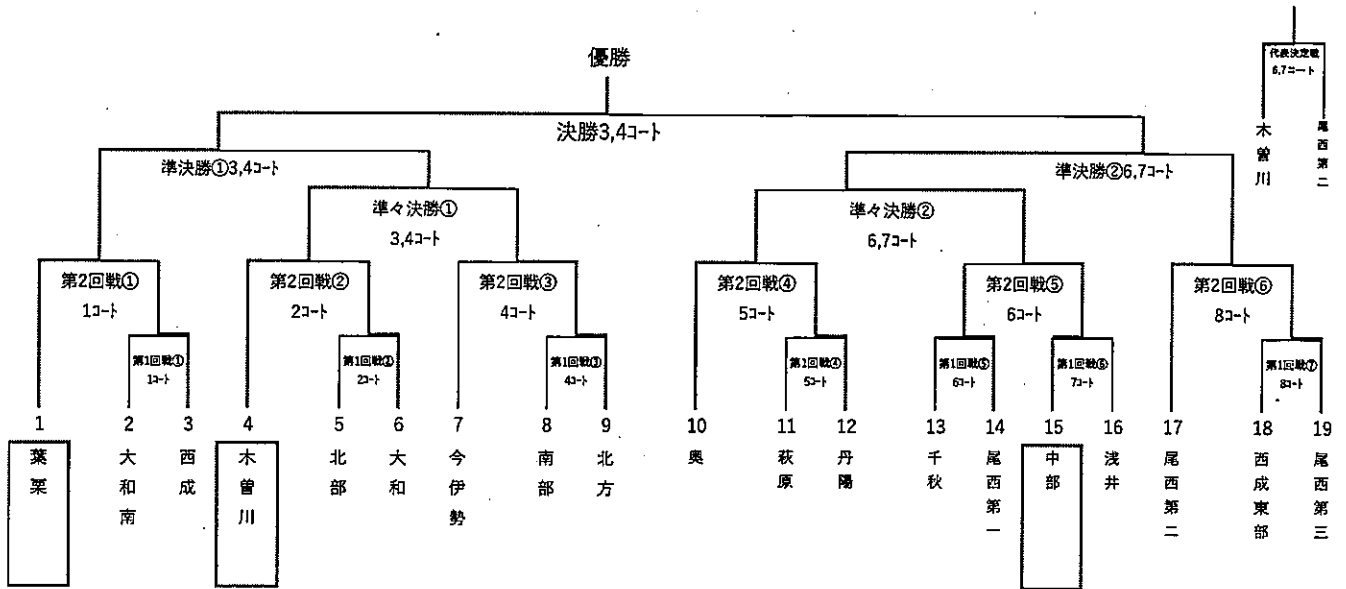 優勝
代表決定戦
6,7コート
木曽川
尾西第二
決勝3,4コート
準決勝①3,4コート
準決勝②6,7コート
準々決勝①
3,4コート
準々決勝②
6,7コート
第2回戦①
1コート
第2回戦②
2コート
第2回戦③
4コート
第2回戦④
5コート
第2回戦⑤
6コート
第2回戦⑥
8コート
第1回戦①
1コート
第1回戦②
2コート
第1回戦③
4コート
第1回戦④
5コート
第1回戦⑤
6コート
第1回戦⑥
7コート
第1回戦⑦
8コート
1
葉栗
2
大和南
3
西成
4
木曽川
5
北部
6
大和
7
今伊勢
8
南部
9
北方
10
奥
11
萩原
12
丹陽
13
千秋
14
尾西第一
15
中部
16
浅井
17
尾西第二
18
西成東部
19
尾西第三